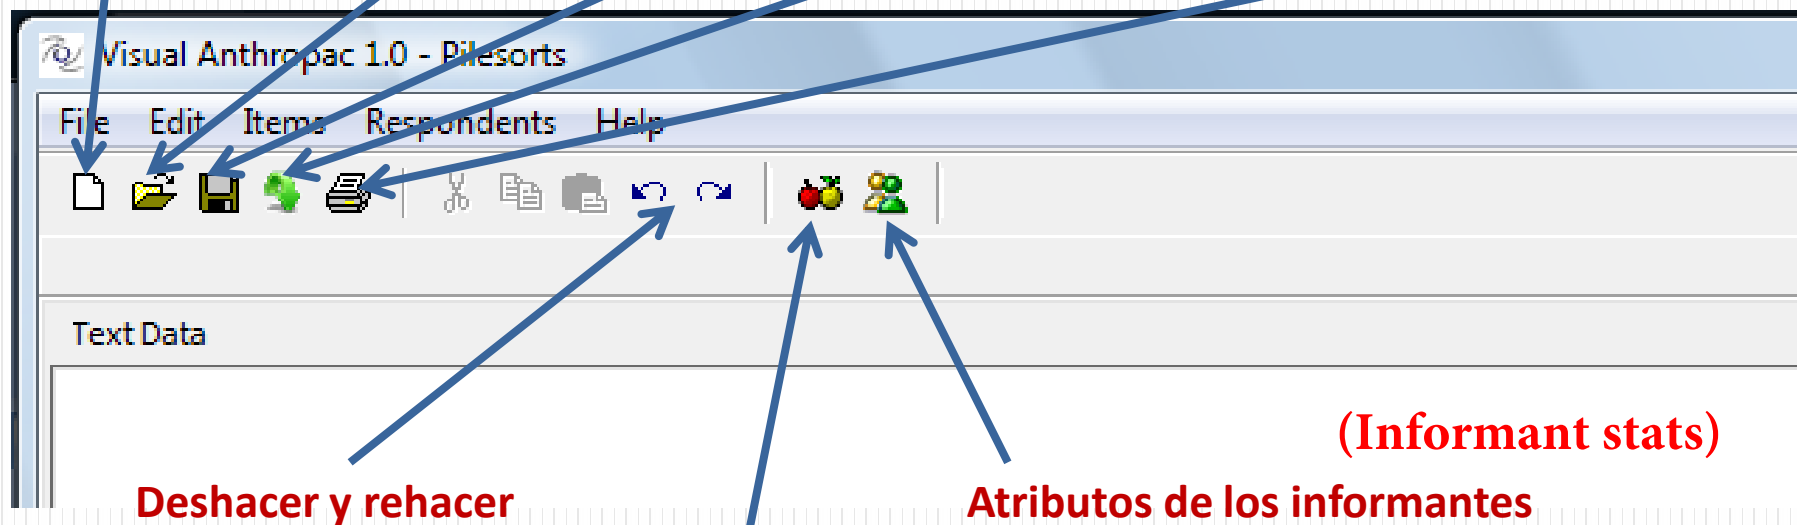 Visual Anthropac 1.0 - Pilesorts
File Edit Items Respondents Help
Text Data
(Informant stats)
Deshacer y rehacer
Atributos de los informantes